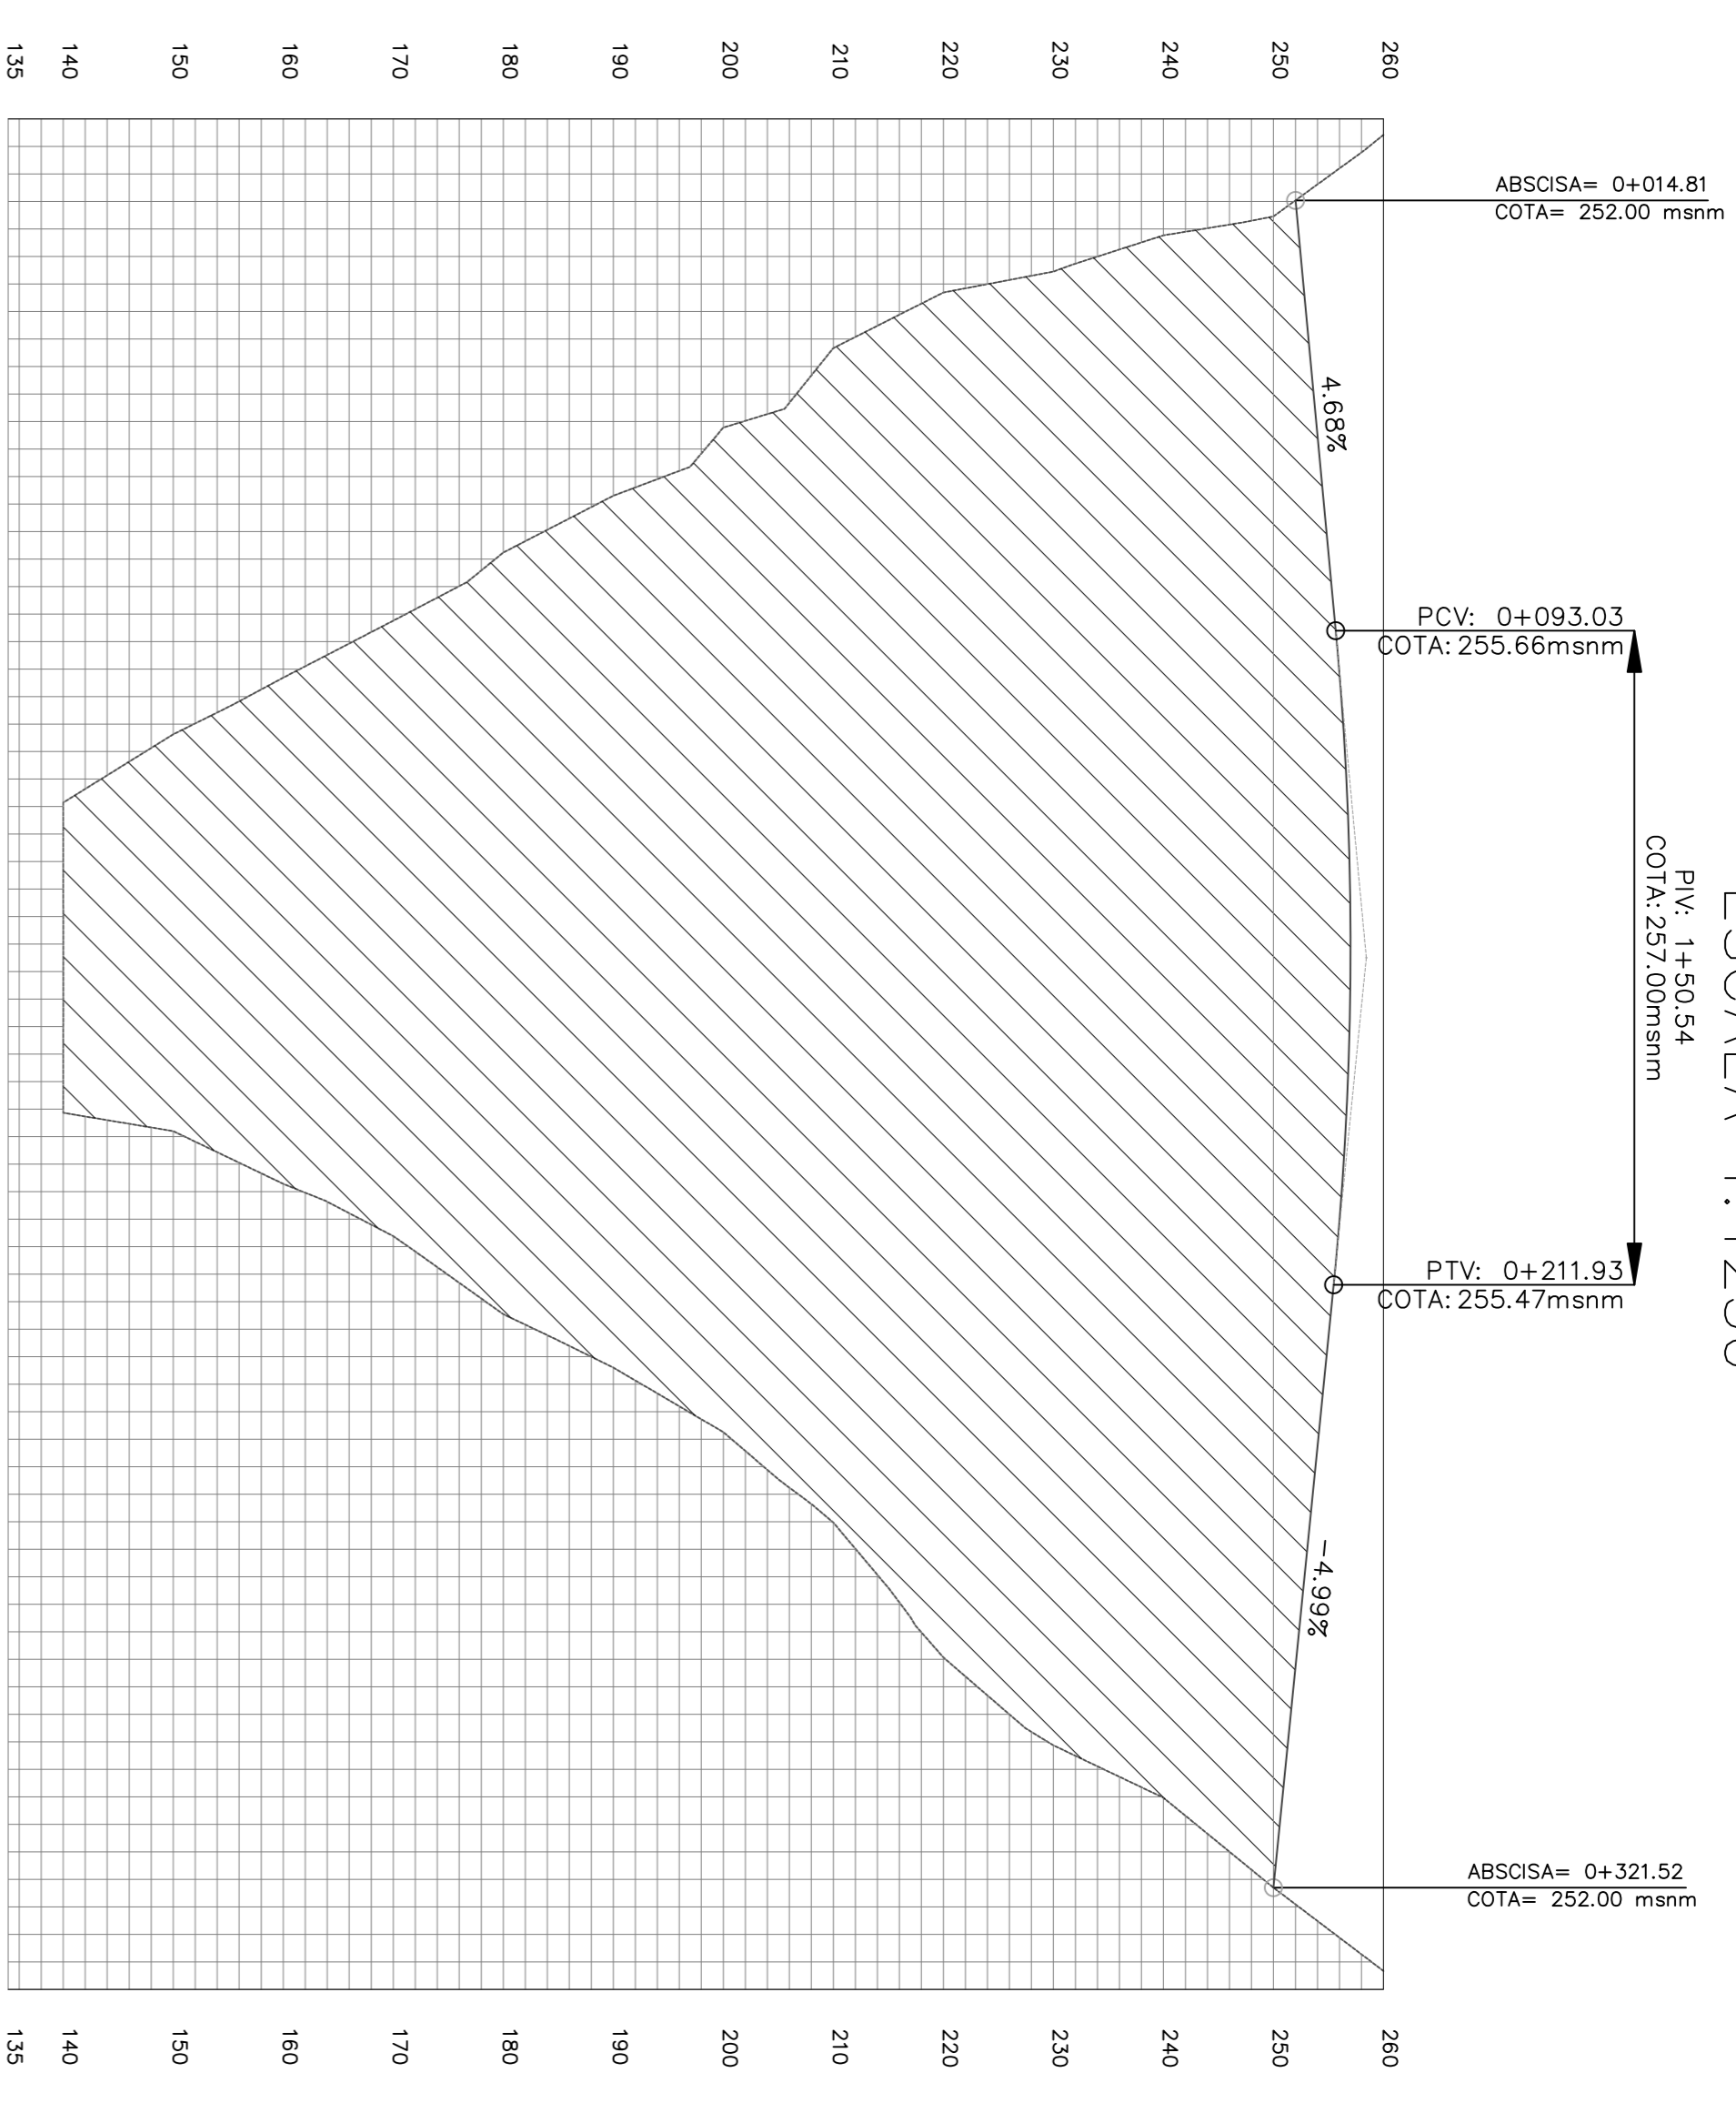 135 140 150 160 170 180 190 200 210 220 230 240 250 260
ABSCISA= 0+014.81
COTA= 252.00 msnm
4.68%
PCV: 0+093.03
COTA: 255.66msnm
PIV: 1+50.54
COTA: 257.00msnm
PTV: 0+211.93
COTA: 255.47msnm
-4.99%
ABSCISA= 0+321.52
COTA= 252.00 msnm
135 140 150 160 170 180 190 200 210 220 230 240 250 260